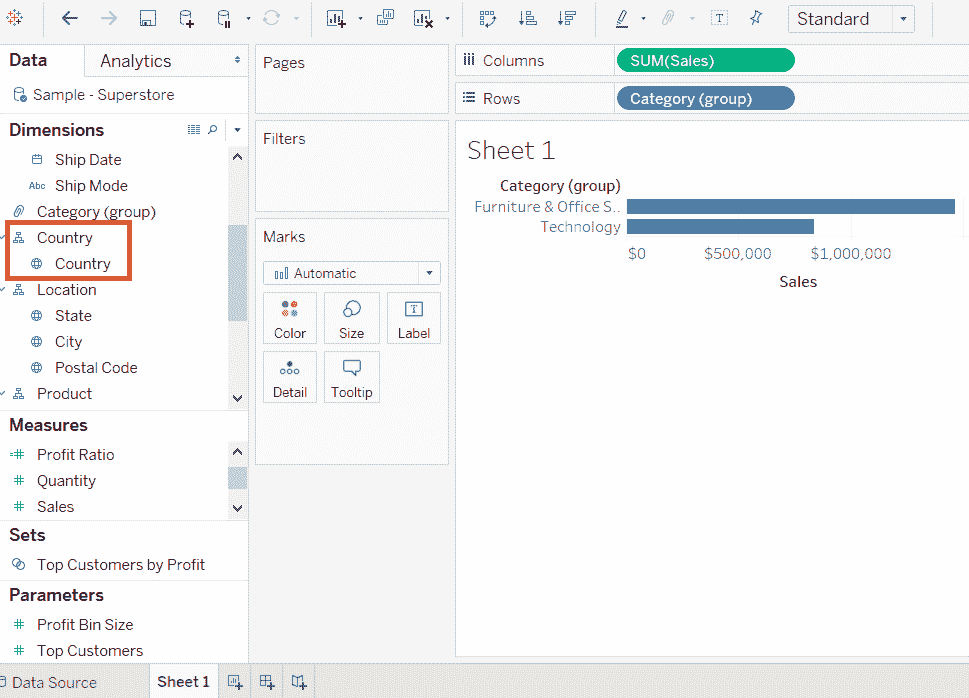 Standard
Data
Analytics
Pages
Columns
SUM(Sales)
Sample - Superstore
Rows
Category (group)
Dimensions
Filters
Ship Date
Abc
Ship Mode
Category (group)
Country
Country
Location
State
City
Postal Code
Product
Marks
Automatic
Color
Size
T
Label
Detail
Tooltip
Sheet 1
Category (group)
Furniture & Office S..
Technology
$0
$500,000
$1,000,000
Sales
Measures
Profit Ratio
Quantity
Sales
Sets
Top Customers by Profit
Parameters
Profit Bin Size
Top Customers
Data Source
Sheet 1